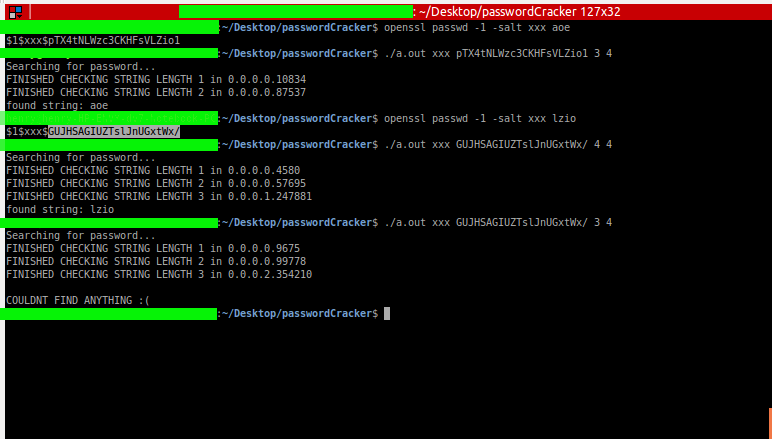 : ~/Desktop/passwordCracker 127x32
:~/Desktop/passwordCracker$ openssl passwd -1 -salt xxx aoe
$1$xxx$pTX4tNLWzc3CKHFsVLZio1
:~/Desktop/passwordCracker$ ./a.out xxx pTX4tNLWzc3CKHFsVLZio1 3 4
Searching for password...
FINISHED CHECKING STRING LENGTH 1 in 0.0.0.0.10834
FINISHED CHECKING STRING LENGTH 2 in 0.0.0.0.87537
found string: aoe
:~/Desktop/passwordCracker$ openssl passwd -1 -salt xxx lzio
$1$xxx$GUJHSAGIUZTslJnUGxtWx/
:~/Desktop/passwordCracker$ ./a.out xxx GUJHSAGIUZTslJnUGxtWx/ 4 4
Searching for password...
FINISHED CHECKING STRING LENGTH 1 in 0.0.0.0.4580
FINISHED CHECKING STRING LENGTH 2 in 0.0.0.0.57695
FINISHED CHECKING STRING LENGTH 3 in 0.0.0.1.247881
found string: lzio
:~/Desktop/passwordCracker$ ./a.out xxx GUJHSAGIUZTslJnUGxtWx/ 3 4
Searching for password...
FINISHED CHECKING STRING LENGTH 1 in 0.0.0.0.9675
FINISHED CHECKING STRING LENGTH 2 in 0.0.0.0.99778
FINISHED CHECKING STRING LENGTH 3 in 0.0.0.2.354210
COULDNT FIND ANYTHING :(
:~/Desktop/passwordCracker$